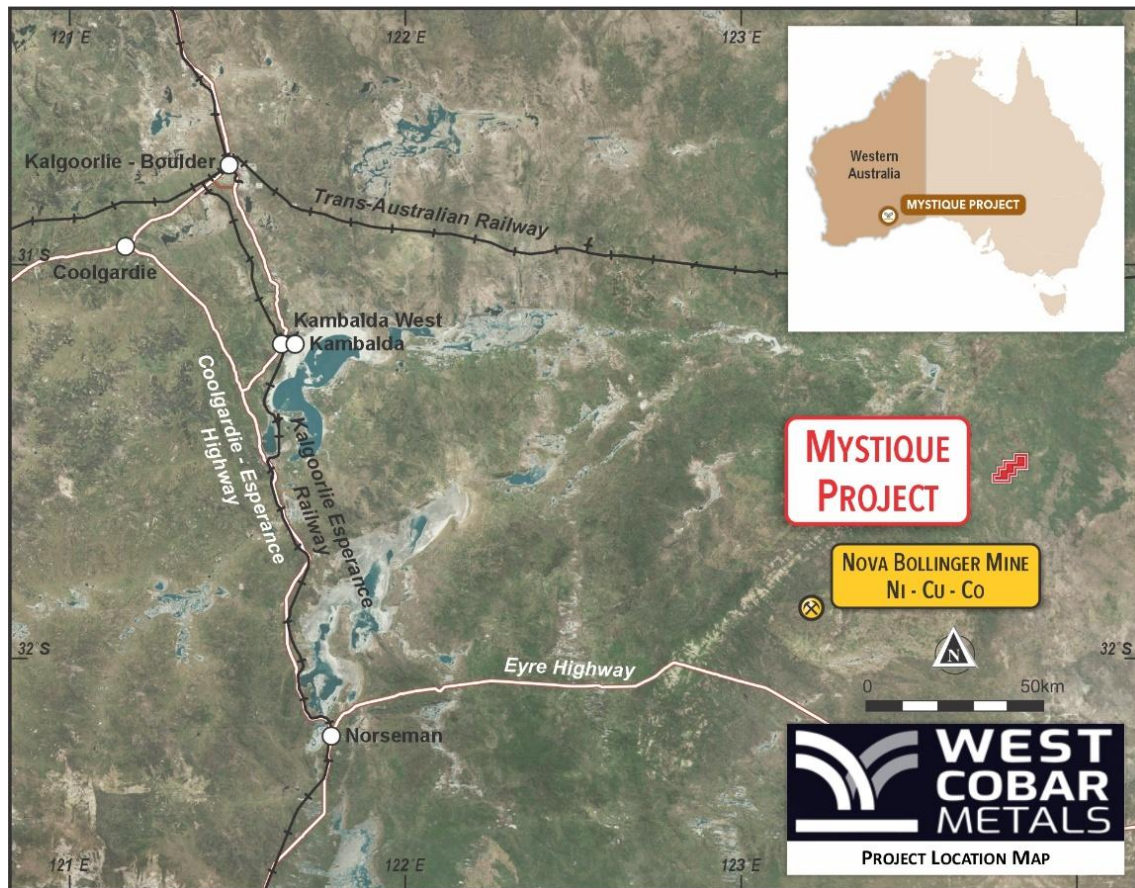 121°E
122°E
123°E
Western
Australia
MYSTIQUE PROJECT
Kalgoorlie - Boulder
Trans-Australian Railway
31°S
Coolgardie
Kambalda West
Kambalda
Coolgardie - Esperance
Highway
Kalgoorlie Esperance
Railway
MYSTIQUE
PROJECT
NOVA BOLLINGER MINE
NI - CU - CO
32°S
32°S
N
Eyre Highway
0
50km
Norseman
WEST
COBAR
METALS
PROJECT LOCATION MAP
121°E
122°E
123°E